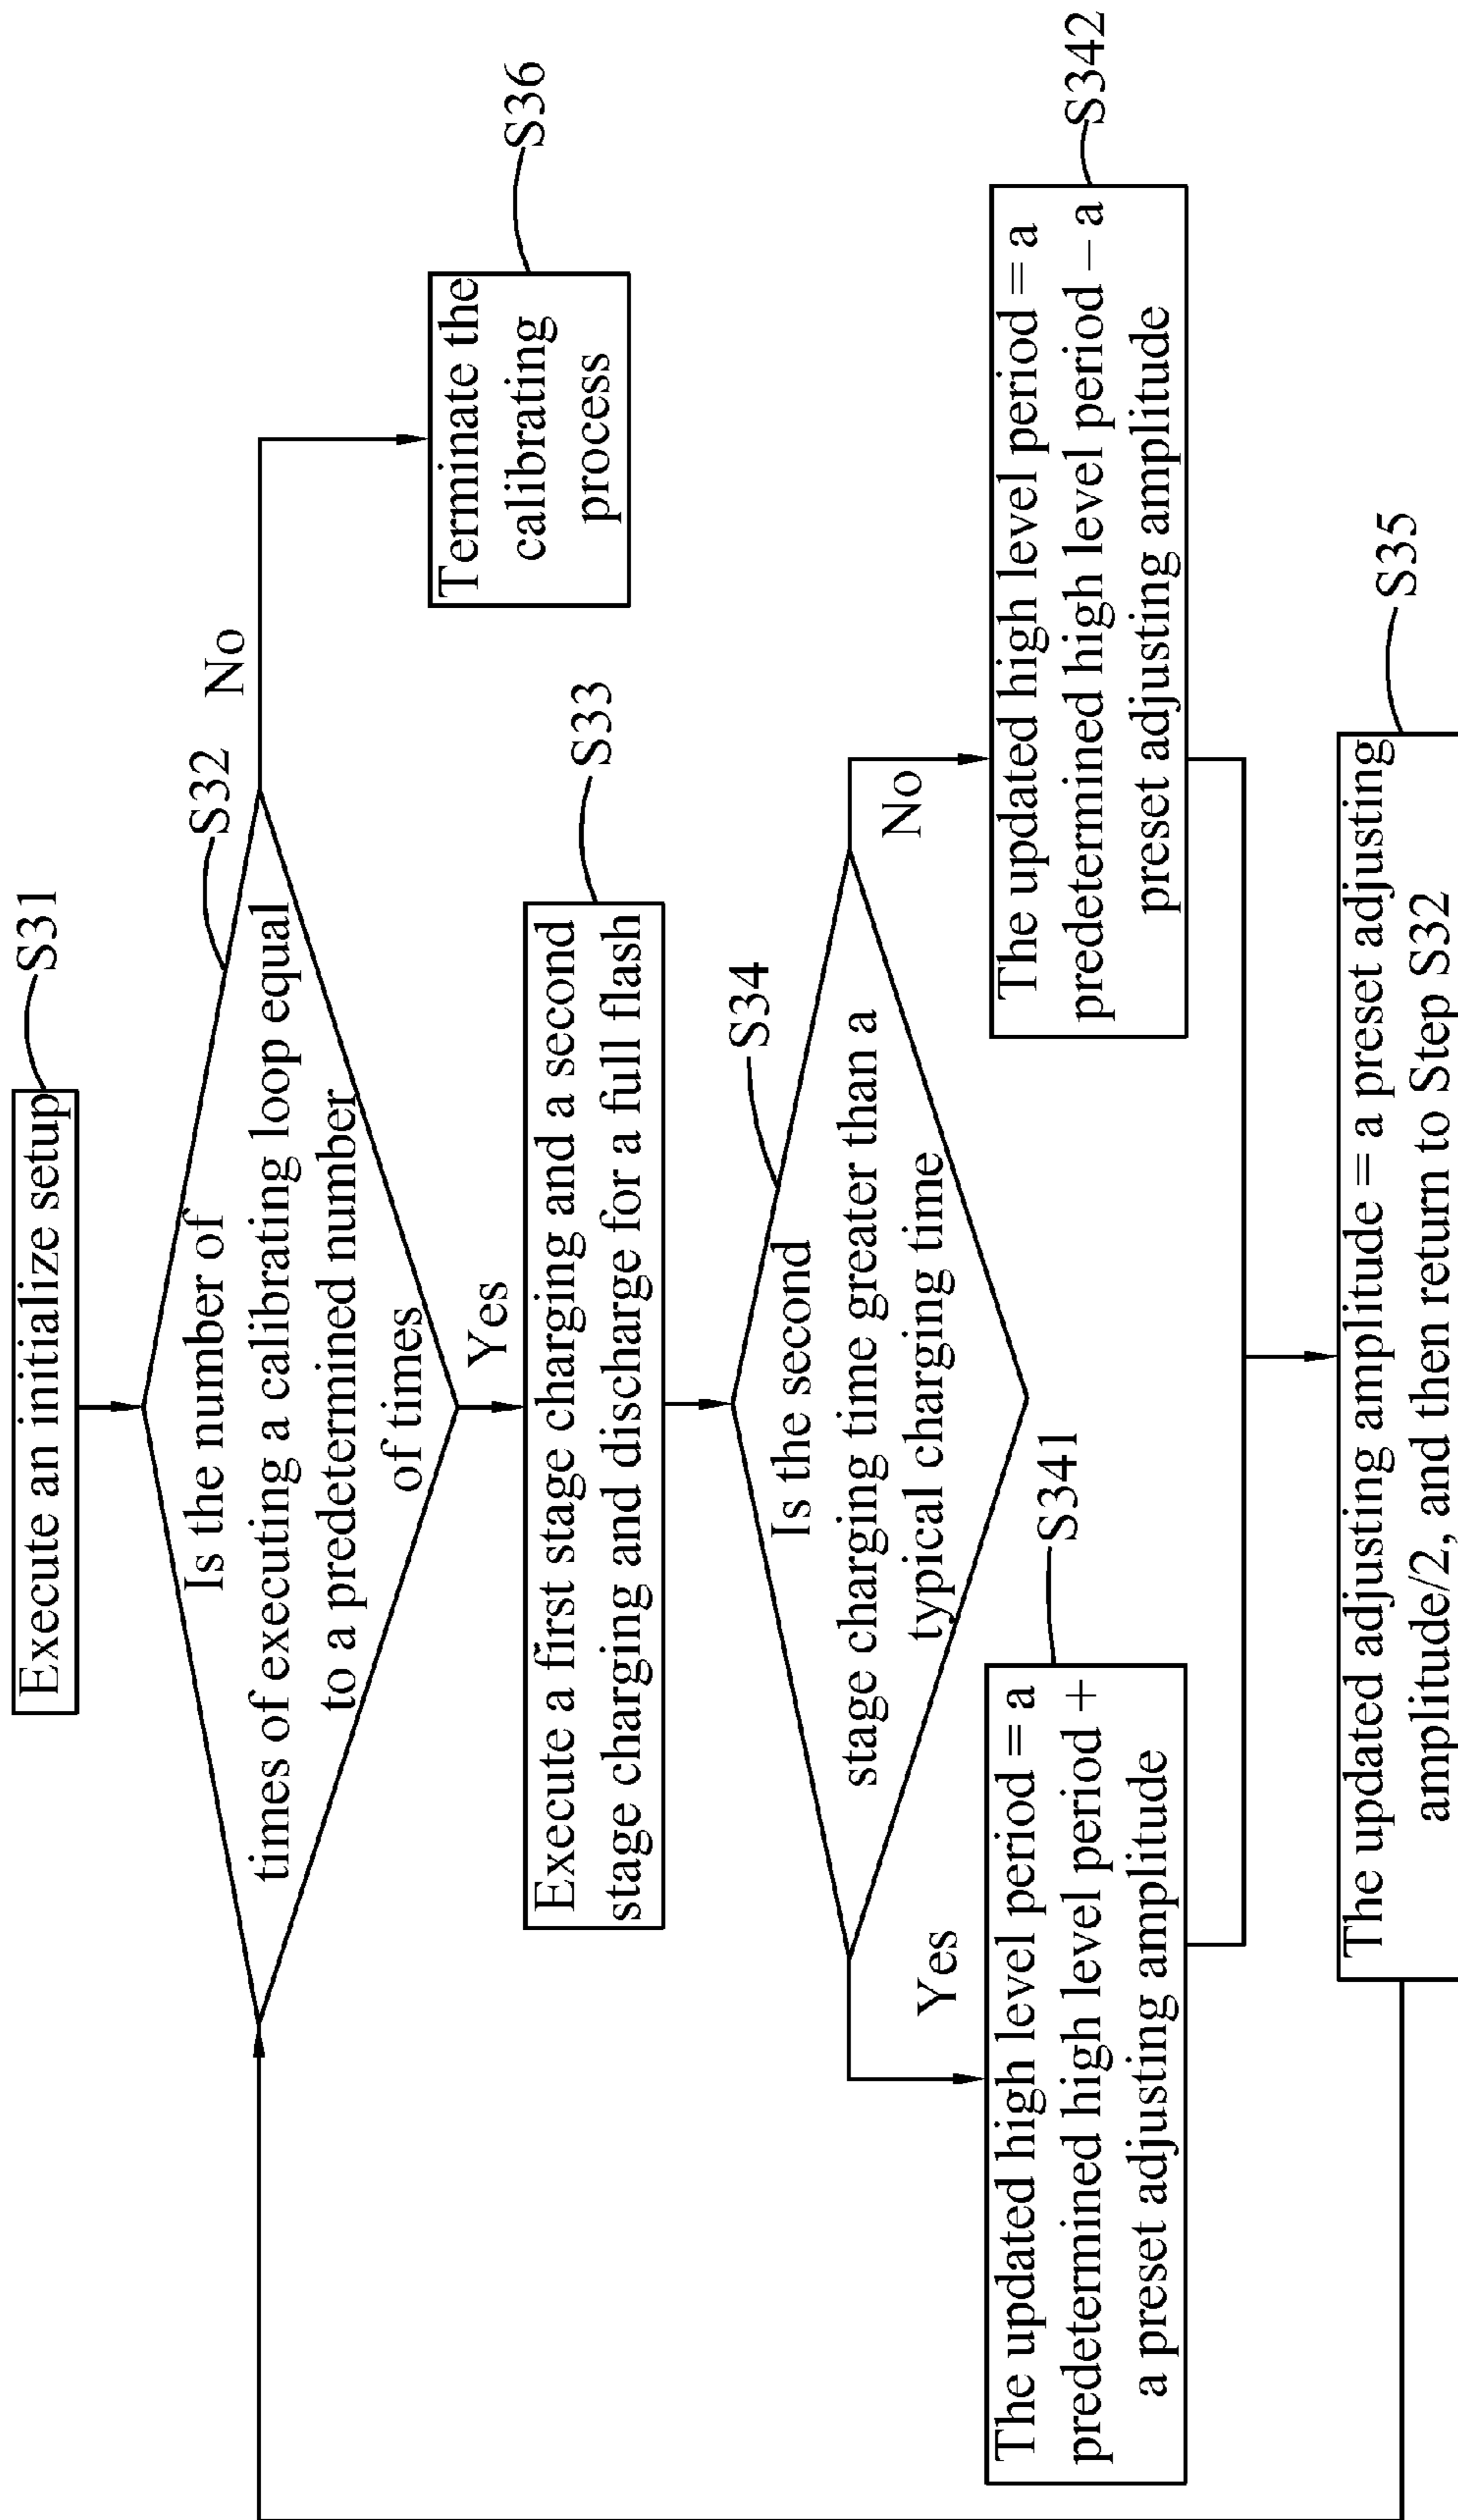 Execute an initialize setup
S31
Is the number of
times of executing a calibrating loop equal
to a predetermined number
of times
S32
No
Terminate the
calibrating
process
S36
Yes
Execute a first stage charging and a second
stage charging and discharge for a full flash
S33
Is the second
stage charging time greater than a
typical charging time
S34
Yes
No
The updated high level period = a
predetermined high level period +
a preset adjusting amplitude
S341
The updated high level period = a
predetermined high level period – a
preset adjusting amplitude
S342
The updated adjusting amplitude = a preset adjusting
amplitude/2, and then return to Step S32
S35